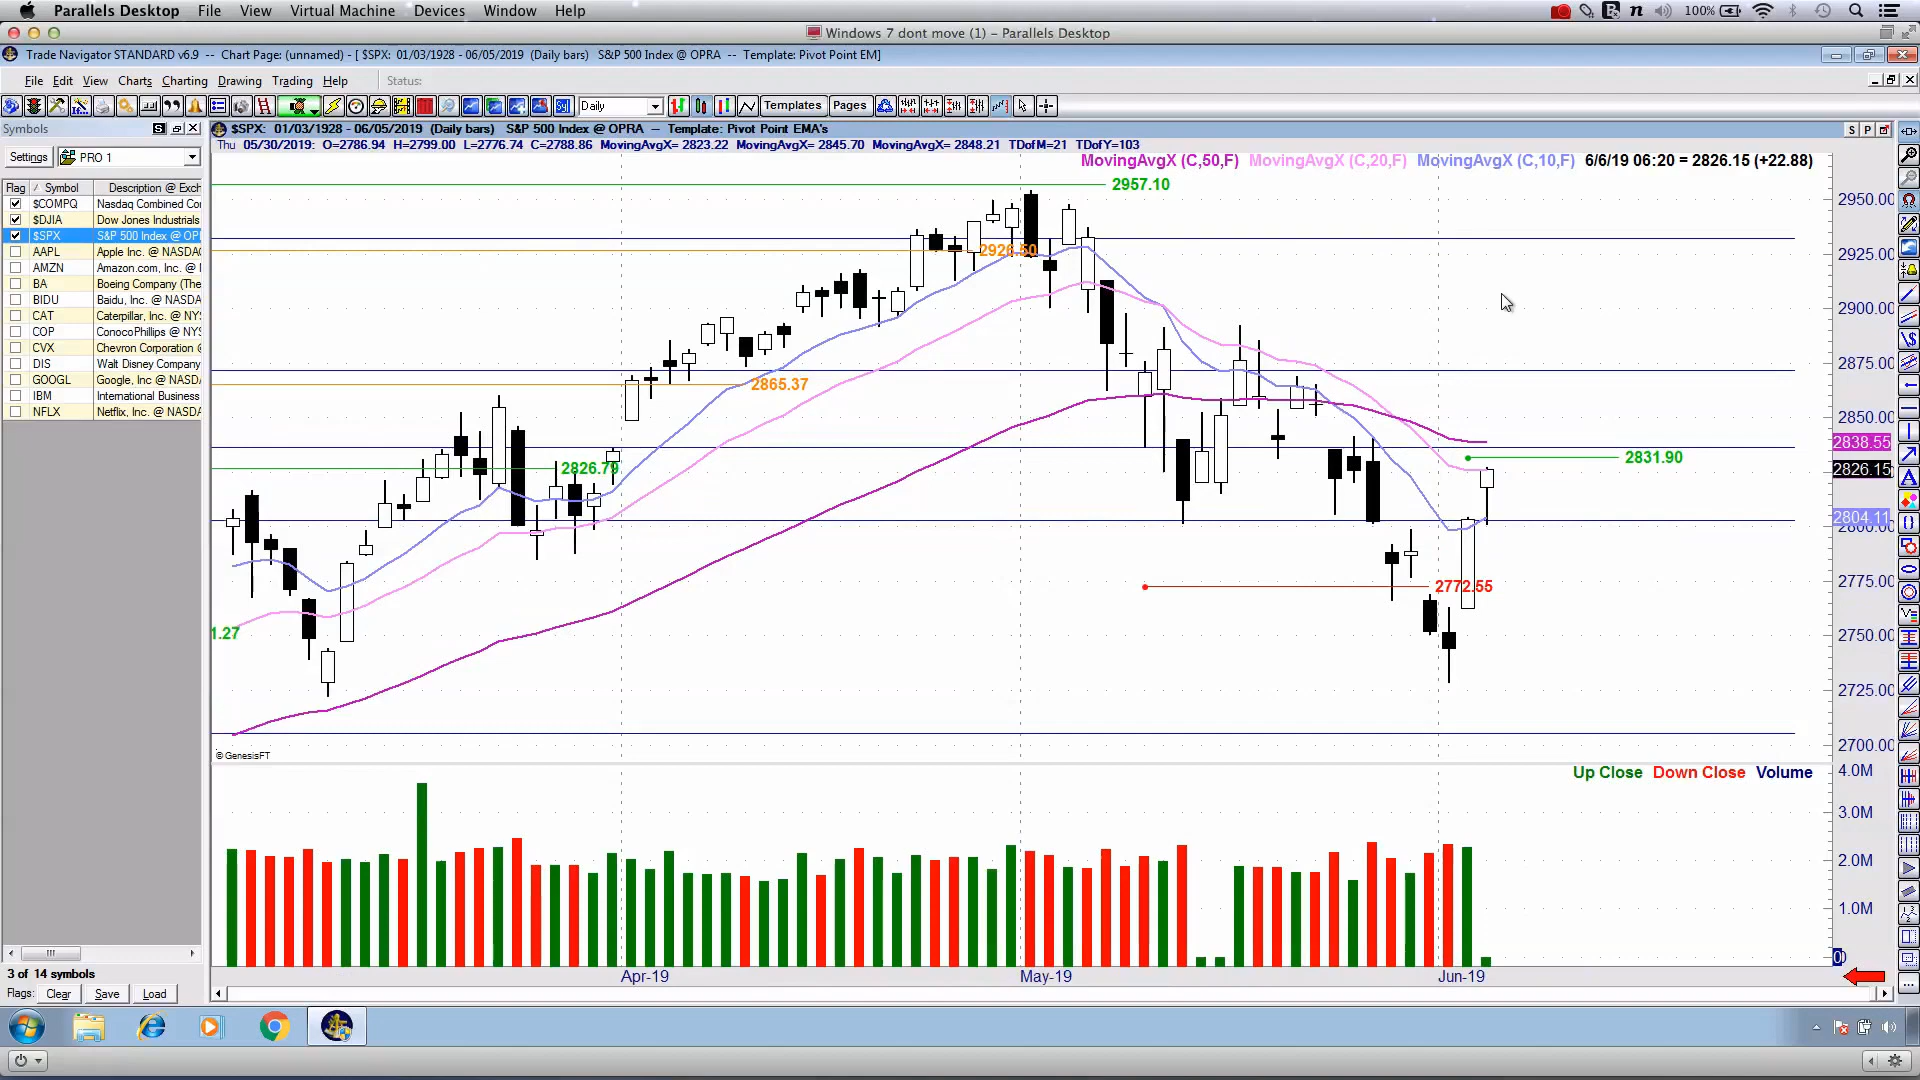 Parallels Desktop File View Virtual Machine Devices Window Help 100%
Windows 7 dont move (1) - Parallels Desktop
Trade Navigator STANDARD v6.9 -- Chart Page: (unnamed) - [ $SPX: 01/03/1928 - 06/05/2019 (Daily bars) S&P 500 Index @ OPRA -- Template: Pivot Point EM]
File Edit View Charts Charting Drawing Trading Help Status:
Daily Templates Pages
Symbols S
$SPX: 01/03/1928 - 06/05/2019 (Daily bars) S&P 500 Index @ OPRA -- Template: Pivot Point EMA's S P
Thu 05/30/2019: O=2786.94 H=2799.00 L=2776.74 C=2788.86 MovingAvgX= 2823.22 MovingAvgX= 2845.70 MovingAvgX= 2848.21 TDofM=21 TDofY=103
Settings PRO 1
MovingAvgX (C,50,F) MovingAvgX (C,20,F) MovingAvgX (C,10,F) 6/6/19 06:20 = 2826.15 (+22.88)
Flag / Symbol Description @ Exch
$COMPQ Nasdaq Combined Cor
$DJIA Dow Jones Industrials
$SPX S&P 500 Index @ OPR
AAPL Apple Inc. @ NASDAQ
AMZN Amazon.com, Inc. @ N
BA Boeing Company (The
BIDU Baidu, Inc. @ NASDA
CAT Caterpillar, Inc. @ NY
COP ConocoPhillips @ NYS
CVX Chevron Corporation @
DIS Walt Disney Company
GOOGL Google, Inc @ NASDA
IBM International Business
NFLX Netflix, Inc. @ NASDA
2957.10
2926.50
2865.37
2826.79
2831.90
2772.55
1.27
2950.00
2925.00
2900.00
2875.00
2850.00
2838.55
2826.15
2804.11
2800.00
2775.00
2750.00
2725.00
2700.00
© GenesisFT
Up Close Down Close Volume
4.0M
3.0M
2.0M
1.0M
0
Apr-19 May-19 Jun-19
3 of 14 symbols
Flags: Clear Save Load